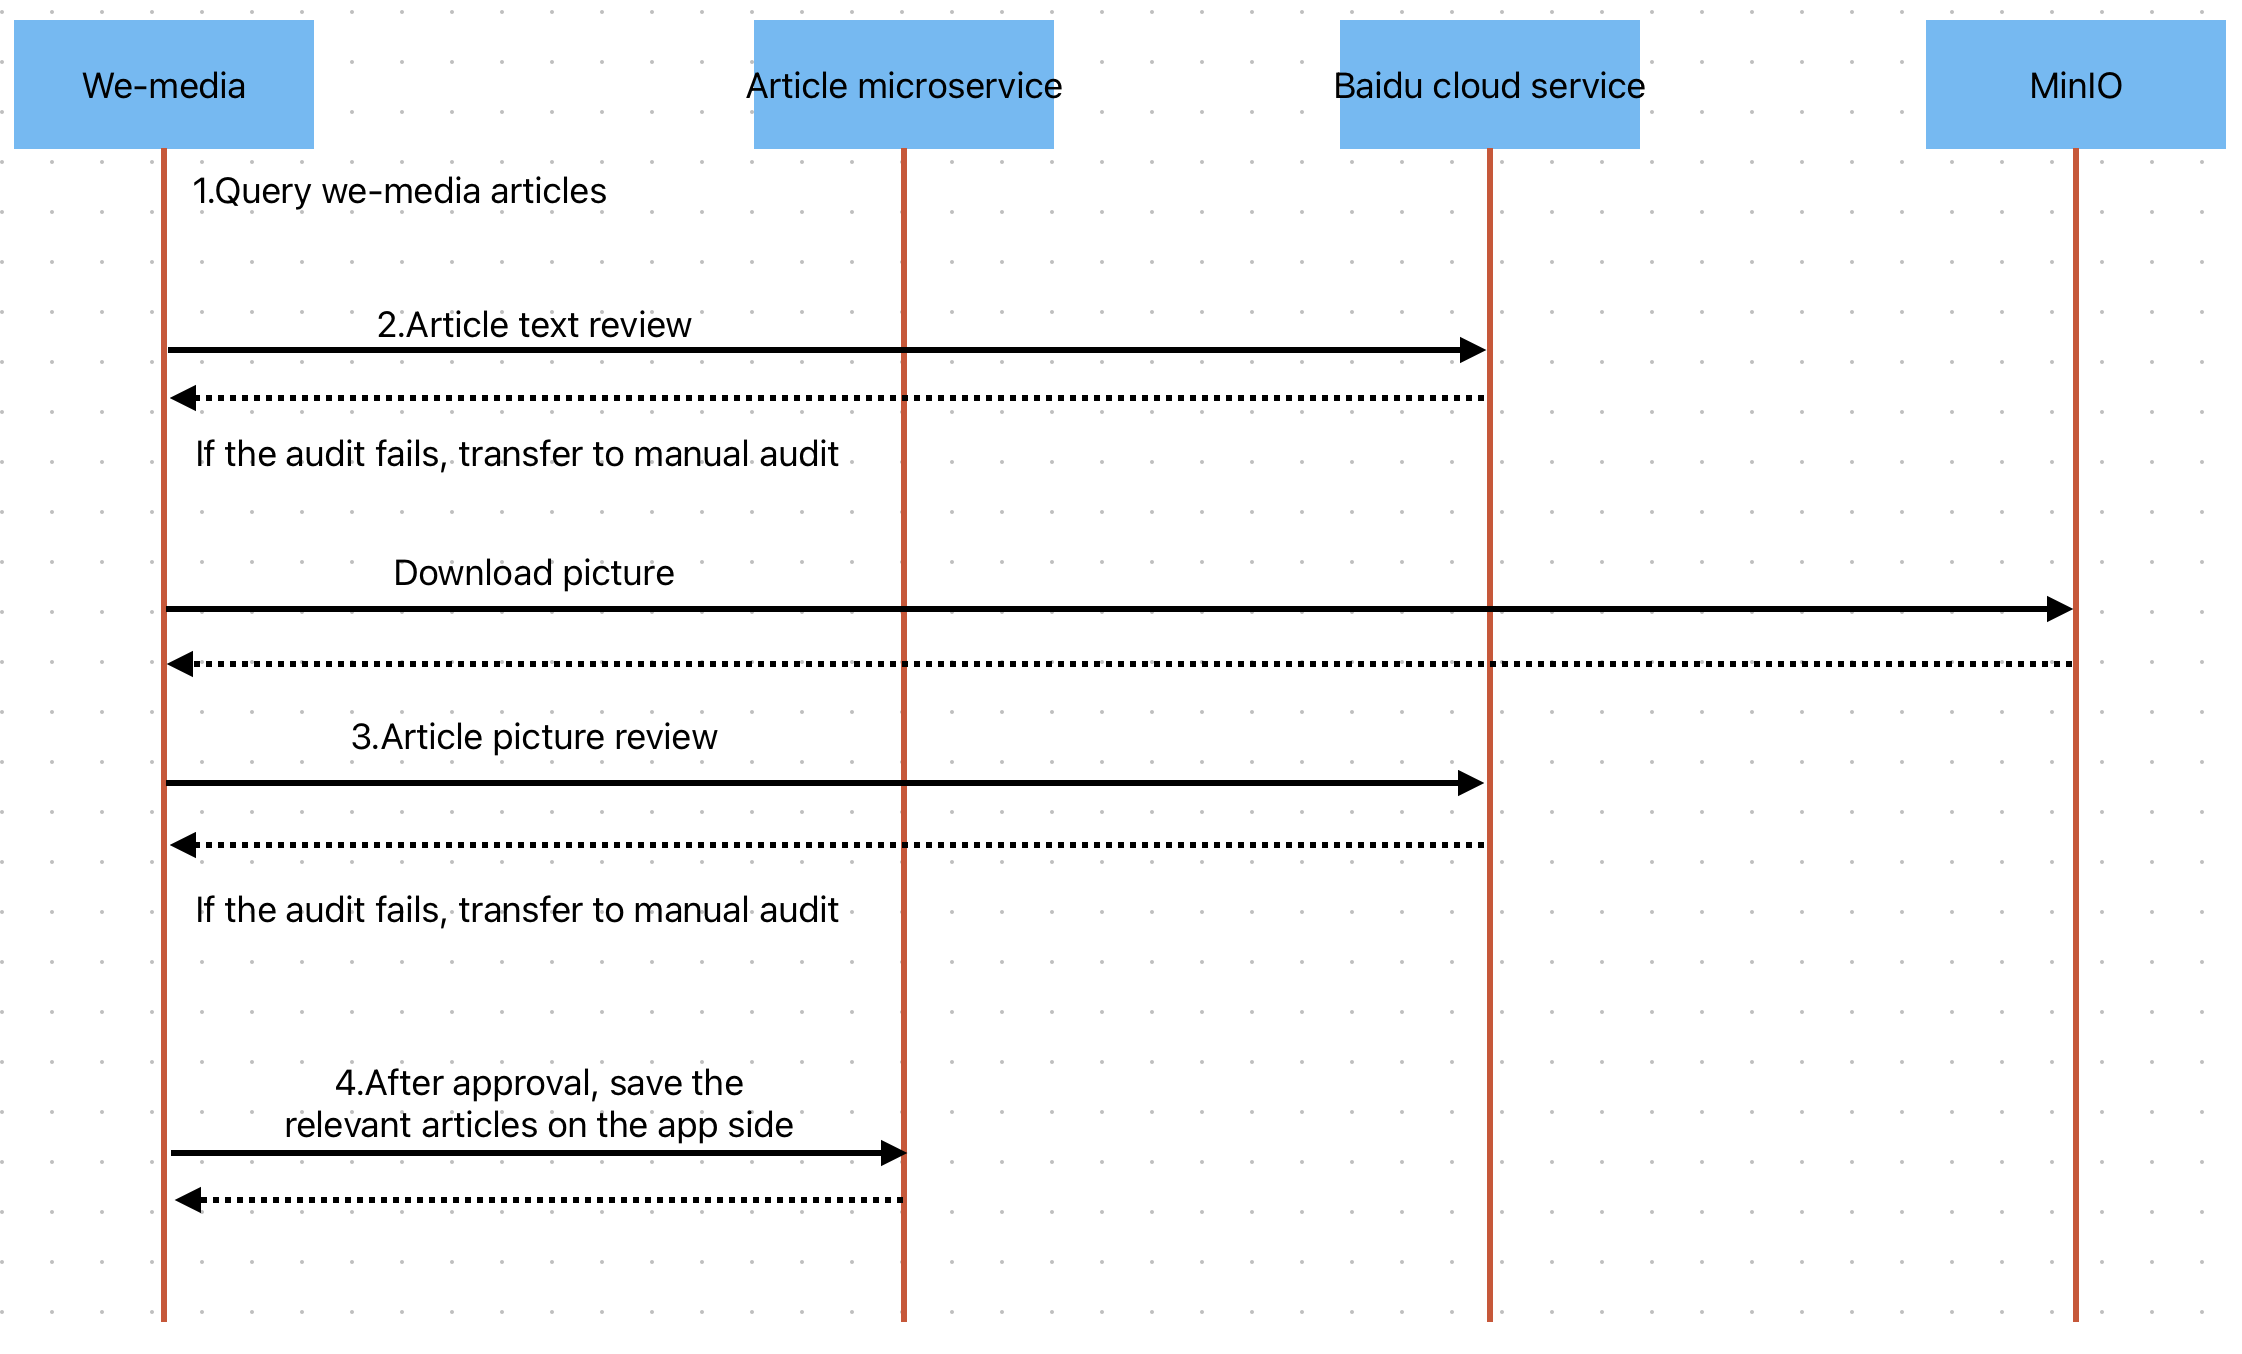 We-media
Article microservice
Baidu cloud service
MinIO
1.Query we-media articles
2.Article text review
If the audit fails, transfer to manual audit
Download picture
3.Article picture review
If the audit fails, transfer to manual audit
4.After approval, save the
relevant articles on the app side